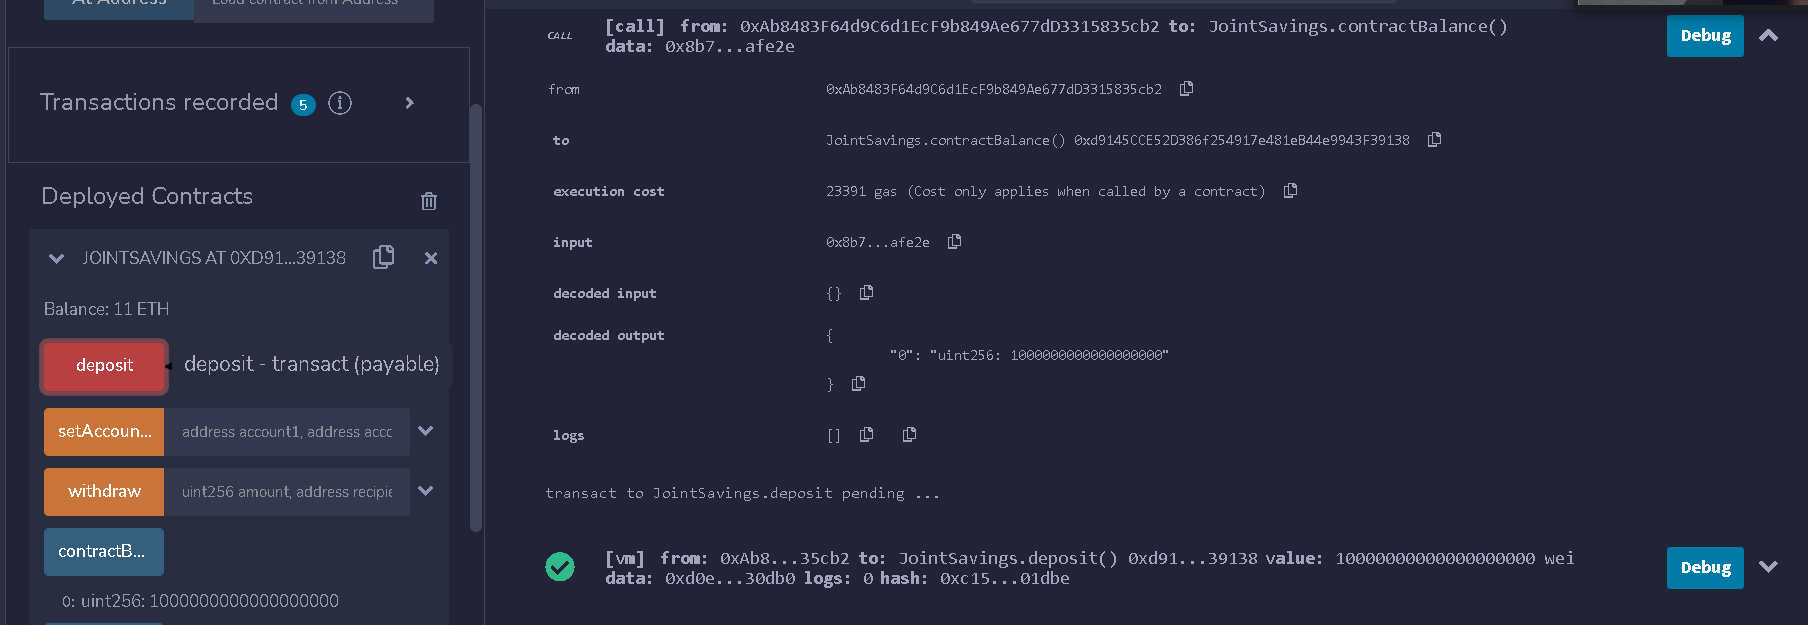 At Address
Load contract from Address
Transactions recorded 5 i
Deployed Contracts
JOINTSAVINGS AT 0XD91...39138
Balance: 11 ETH
deposit
deposit - transact (payable)
setAccoun...
address account1, address acco
withdraw
uint256 amount, address recipie
contractB...
0: uint256: 1000000000000000000
CALL
[call] from: 0xAb8483F64d9C6d1EcF9b849Ae677dD3315835cb2 to: JointSavings.contractBalance()
data: 0x8b7...afe2e
Debug
from 0xAb8483F64d9C6d1EcF9b849Ae677dD3315835cb2
to JointSavings.contractBalance() 0xd9145CCE52D386f254917e481eB44e9943F39138
execution cost 23391 gas (Cost only applies when called by a contract)
input 0x8b7...afe2e
decoded input {}
decoded output {
"0": "uint256: 1000000000000000000"
}
logs []
transact to JointSavings.deposit pending ...
[vm] from: 0xAb8...35cb2 to: JointSavings.deposit() 0xd91...39138 value: 10000000000000000000 wei
data: 0xd0e...30db0 logs: 0 hash: 0xc15...01dbe
Debug